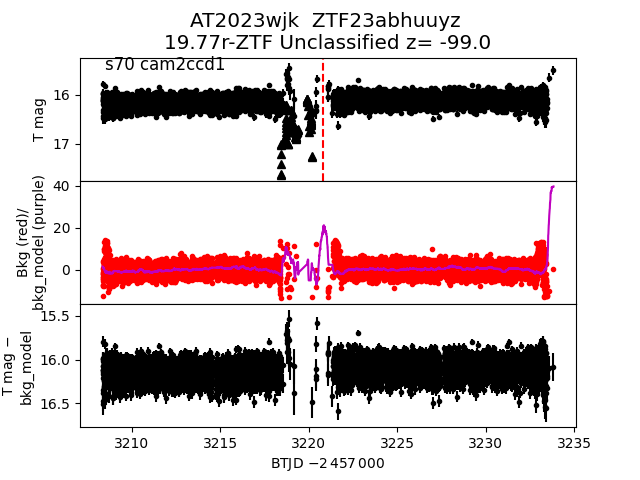 AT2023wjk  ZTF23abhuuyz
19.77r-ZTF Unclassified z= -99.0
s70 cam2ccd1
T mag
16
17
Bkg (red)/
bkg_model (purple)
40
20
0
T mag −
bkg_model
15.5
16.0
16.5
3210
3215
3220
3225
3230
3235
BTJD −2 457 000